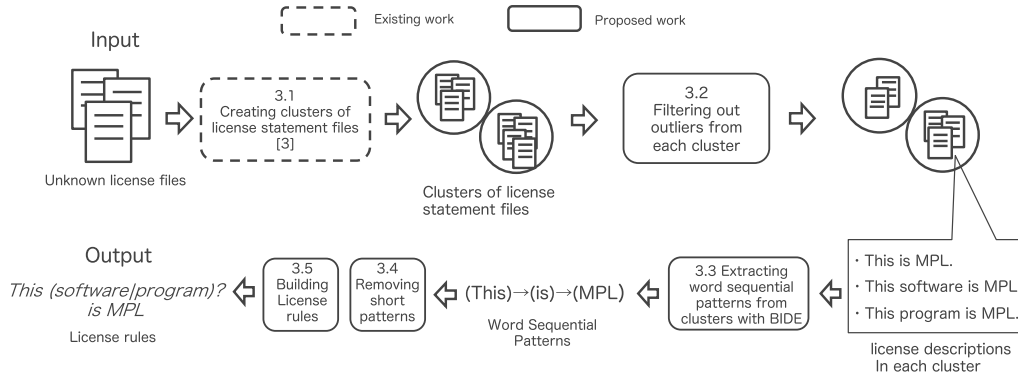 Existing work
Proposed work
Input
3.1
Creating clusters of
license statement files
[3]
3.2
Filtering out
outliers from
each cluster
Unknown license files
Clusters of license
statement files
Output
This (software|program)?
is MPL
License rules
3.5
Building
License
rules
3.4
Removing
short
patterns
(This)→(is)→(MPL)
Word Sequential
Patterns
3.3 Extracting
word sequential
patterns from
clusters with BIDE
・This is MPL.
・This software is MPL
・This program is MPL.
license descriptions
In each cluster